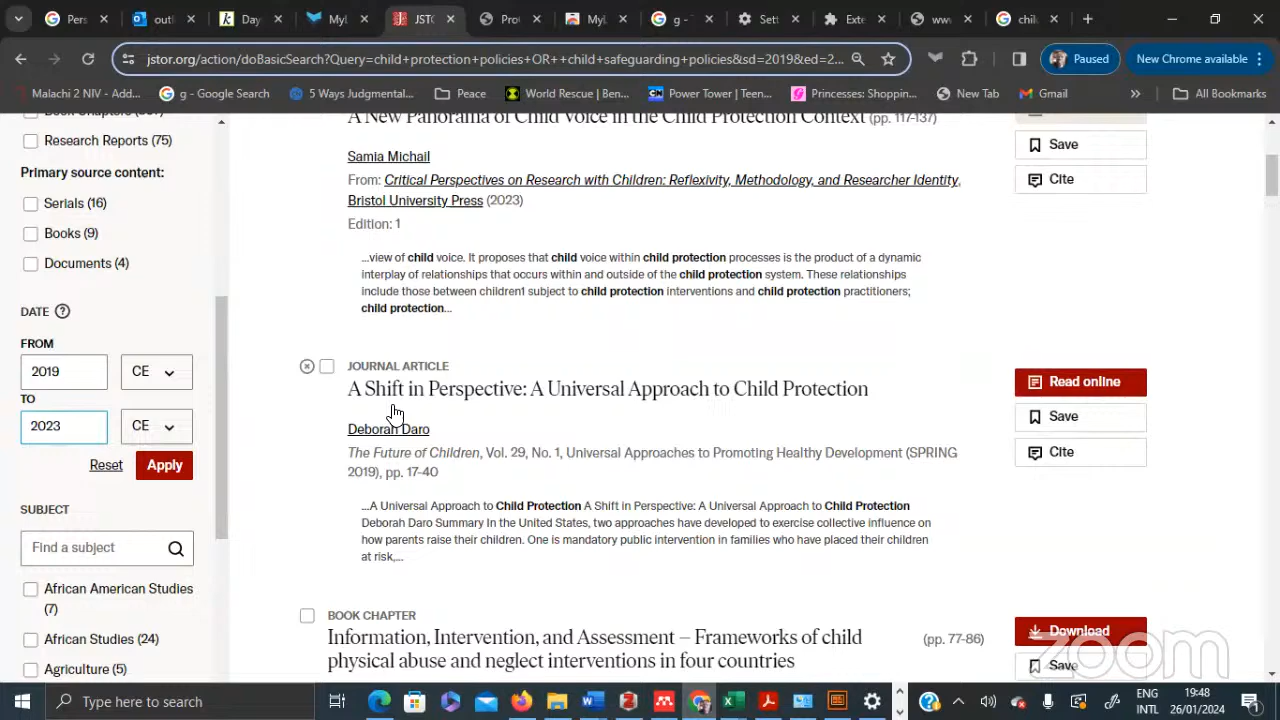 Per
outl
Day
My
JST
Prot
Myl
g -
Sett
Exte
www
chil
jstor.org/action/doBasicSearch?Query=child+protection+policies+OR++child+safeguarding+policies&sd=2019&ed=2...
Paused
New Chrome available
Malachi 2 NIV - Add...
g - Google Search
5 Ways Judgmental...
Peace
World Rescue | Ben...
Power Tower | Teen...
Princesses: Shoppin...
New Tab
Gmail
All Bookmarks
Research Report (75)
Primary source content:
Serials (16)
Books (9)
Documents (4)
DATE
FROM
2019 CE
TO
2023 CE
Reset Apply
SUBJECT
Find a subject
African American Studies
(7)
African Studies (24)
Agriculture (5)
A New Panorama of Child Voice in the Child Protection Context (pp. 117-137)
Samia Michail
From: Critical Perspectives on Research with Children: Reflexivity, Methodology, and Researcher Identity,
Bristol University Press (2023)
Edition: 1
...view of child voice. It proposes that child voice within child protection processes is the product of a dynamic
interplay of relationships that occurs within and outside of the child protection system. These relationships
include those between children1 subject to child protection interventions and child protection practitioners;
child protection...
Save
Cite
JOURNAL ARTICLE
A Shift in Perspective: A Universal Approach to Child Protection
Deborah Daro
The Future of Children, Vol. 29, No. 1, Universal Approaches to Promoting Healthy Development (SPRING
2019), pp. 17-40
...A Universal Approach to Child Protection A Shift in Perspective: A Universal Approach to Child Protection
Deborah Daro Summary In the United States, two approaches have developed to exercise collective influence on
how parents raise their children. One is mandatory public intervention in families who have placed their children
at risk,...
Read online
Save
Cite
BOOK CHAPTER
Information, Intervention, and Assessment – Frameworks of child (pp. 77-86)
physical abuse and neglect interventions in four countries
Download
Save
zoom
Type here to search
ENG
INTL
19:48
26/01/2024